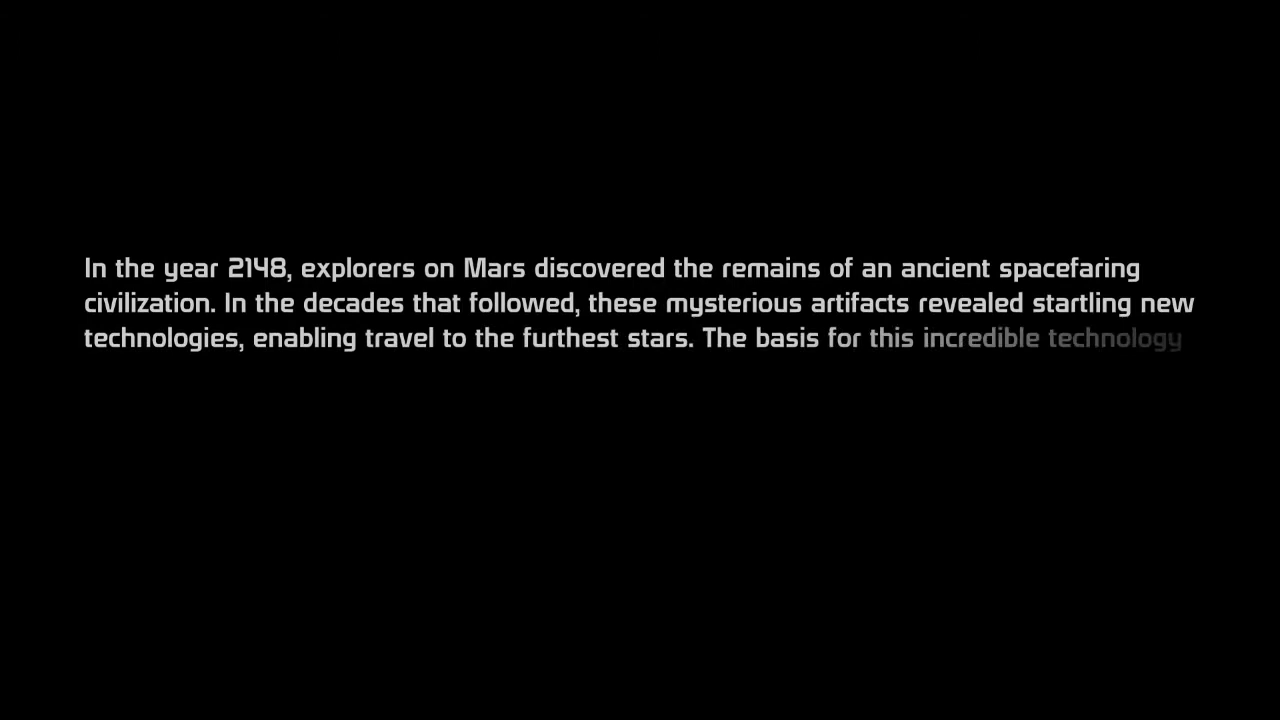 In the year 2148, explorers on Mars discovered the remains of an ancient spacefaring
civilization. In the decades that followed, these mysterious artifacts revealed startling new
technologies, enabling travel to the furthest stars. The basis for this incredible technology